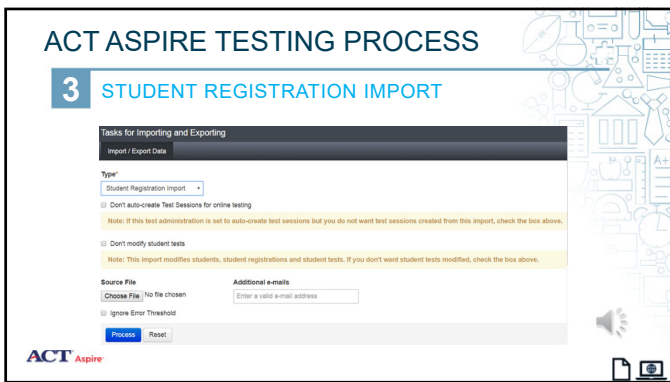 ACT ASPIRE TESTING PROCESS
3 STUDENT REGISTRATION IMPORT
Tasks for Importing and Exporting
Import / Export Data
Type*
Student Registration Import
Don't auto-create Test Sessions for online testing
Note: If this test administration is set to auto-create test sessions but you do not want test sessions created from this import, check the box above.
Don't modify student tests
Note: This import modifies students, student registrations and student tests. If you don't want student tests modified, check the box above.
Source File Additional e-mails
Choose File No file chosen Enter a valid e-mail address
Ignore Error Threshold
Process Reset
ACT Aspire
A+